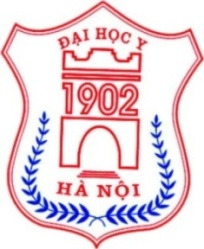 ĐẠI HỌC Y
1902
HÀ NỘI